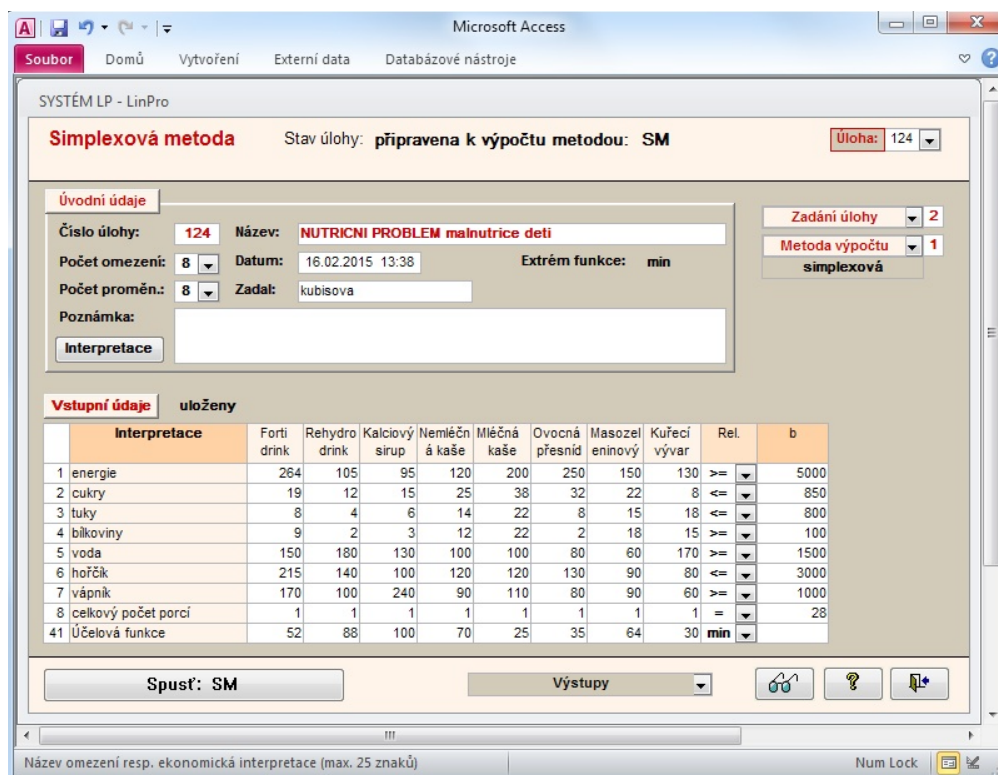 Microsoft Access
Soubor Domů Vytvoření Externí data Databázové nástroje
SYSTÉM LP - LinPro
Simplexová metoda Stav úlohy: připravena k výpočtu metodou: SM Úloha: 124
Úvodní údaje
Zadání úlohy 2
Číslo úlohy: 124 Název: NUTRICNI PROBLEM malnutrice deti
Metoda výpočtu 1
Počet omezení: 8 Datum: 16.02.2015 13:38 Extrém funkce: min
simplexová
Počet proměn.: 8 Zadal: kubisova
Poznámka:
Interpretace
Vstupní údaje uloženy
Interpretace Forti drink Rehydro drink Kalciový sirup Nemléčn á kaše Mléčná kaše Ovocná přesníd Masozel eninový Kuřecí vývar Rel. b
1 energie 264 105 95 120 200 250 150 130 >= 5000
2 cukry 19 12 15 25 38 32 22 8 <= 850
3 tuky 8 4 6 14 22 8 15 18 <= 800
4 bílkoviny 9 2 3 12 22 2 18 15 >= 100
5 voda 150 180 130 100 100 80 60 170 >= 1500
6 hořčík 215 140 100 120 120 130 90 80 <= 3000
7 vápník 170 100 240 90 110 80 90 60 >= 1000
8 celkový počet porcí 1 1 1 1 1 1 1 1 = 28
41 Účelová funkce 52 88 100 70 25 35 64 30 min
Spusť: SM Výstupy
Název omezení resp. ekonomická interpretace (max. 25 znaků) Num Lock